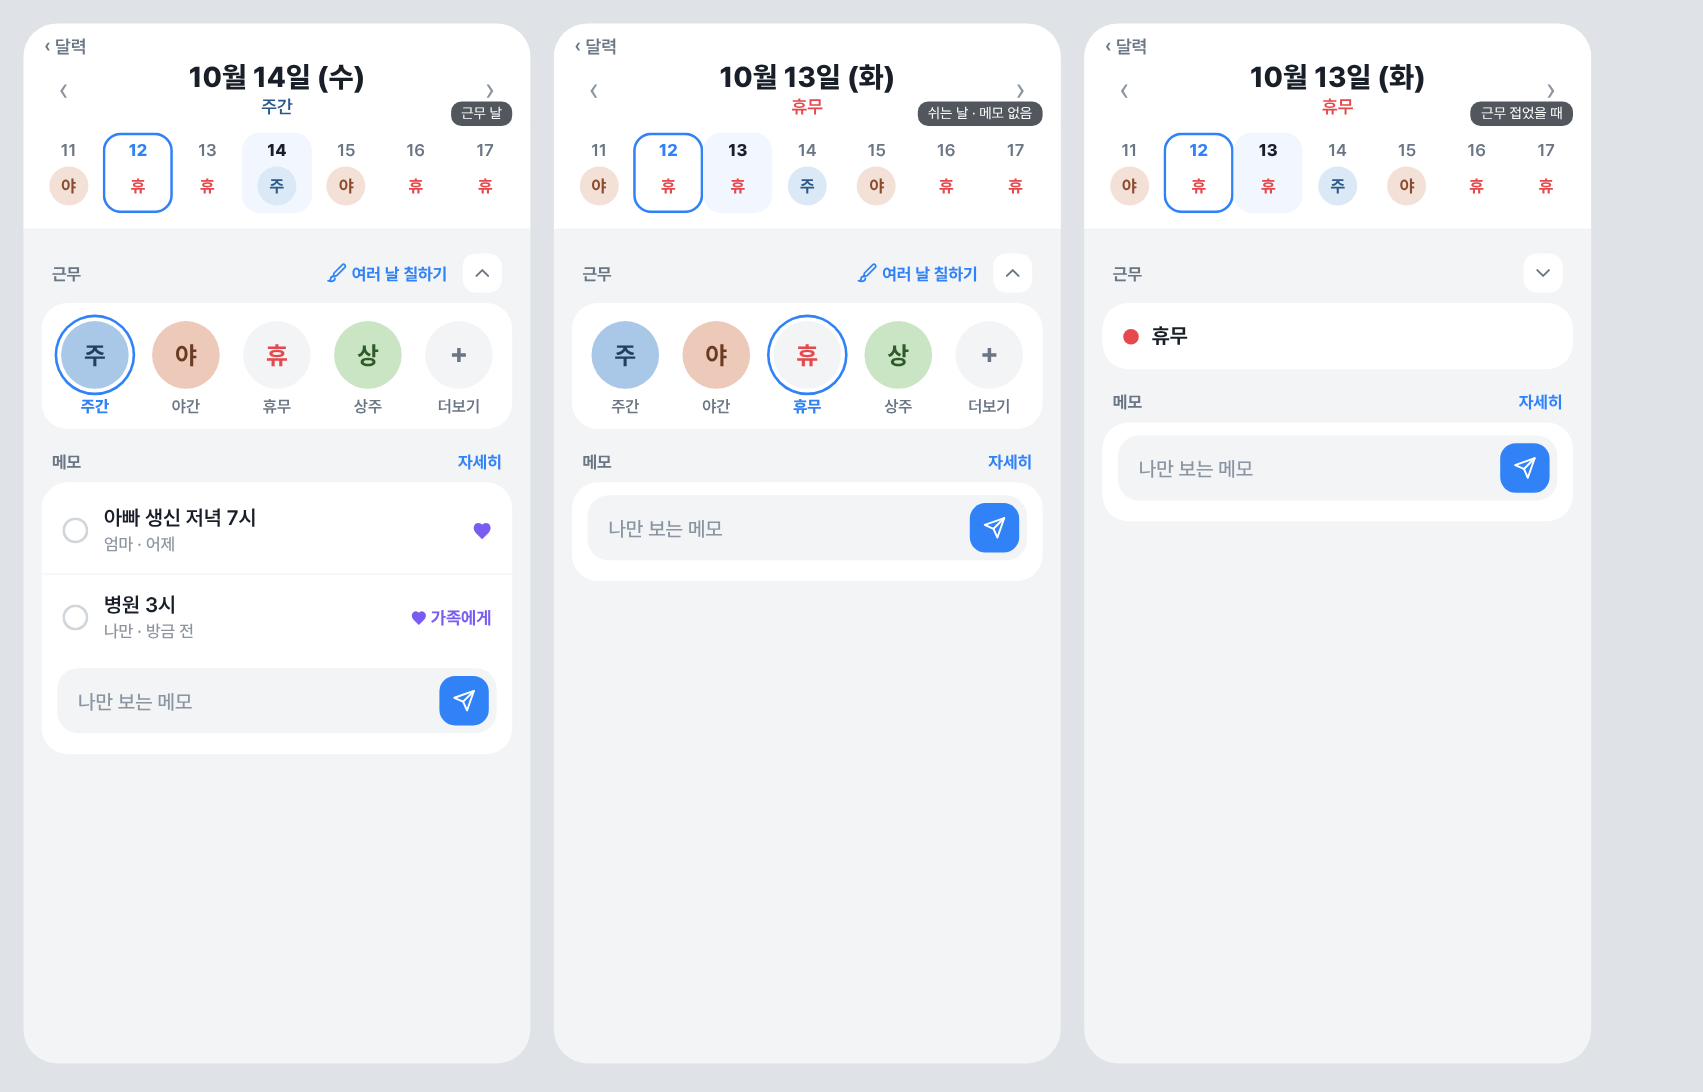 ‹ 달력
10월 14일 (수)
‹ ›
주간
근무 날
11 12 13 14 15 16 17
야 휴 휴 주 야 휴 휴
근무 여러 날 칠하기
주 야 휴 상 +
주간 야간 휴무 상주 더보기
메모 자세히
아빠 생신 저녁 7시
엄마 · 어제
병원 3시
나만 · 방금 전
가족에게
나만 보는 메모
‹ 달력
10월 13일 (화)
‹ ›
휴무
쉬는 날 · 메모 없음
11 12 13 14 15 16 17
야 휴 휴 주 야 휴 휴
근무 여러 날 칠하기
주 야 휴 상 +
주간 야간 휴무 상주 더보기
메모 자세히
나만 보는 메모
‹ 달력
10월 13일 (화)
‹ ›
휴무
근무 접었을 때
11 12 13 14 15 16 17
야 휴 휴 주 야 휴 휴
근무
휴무
메모 자세히
나만 보는 메모